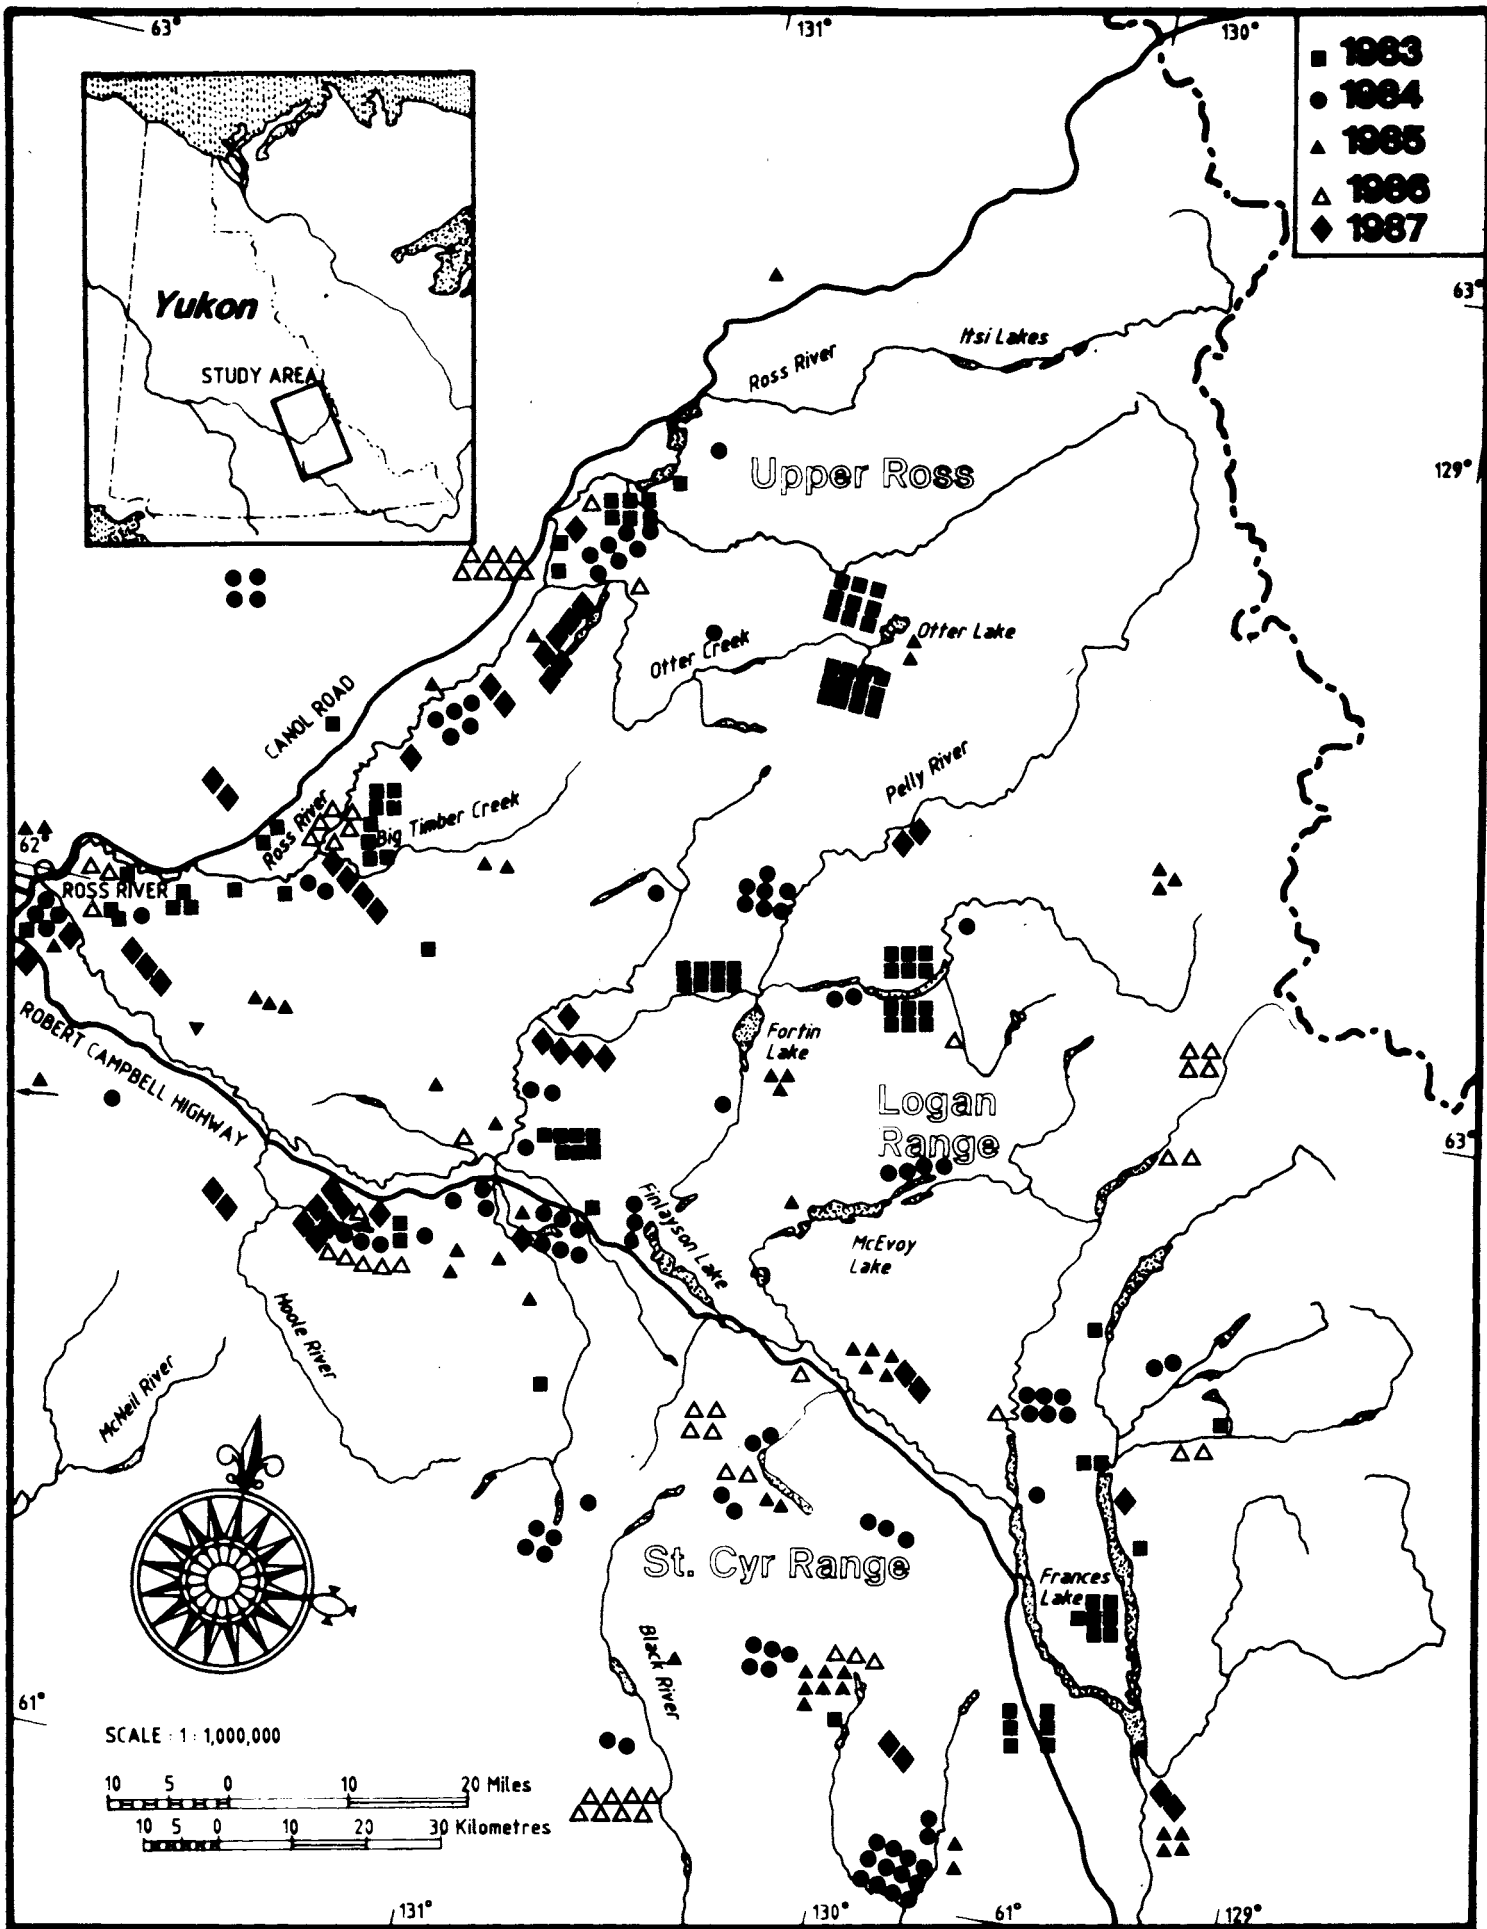 63°
131°
130°
1983
1984
1985
1986
1987
Yukon
STUDY AREA
63°
Itsi Lakes
Ross River
129°
Upper Ross
Otter Lake
Otter Creek
CANOL ROAD
Pelly River
Ross River
Big Timber Creek
62°
ROSS RIVER
ROBERT CAMPBELL HIGHWAY
Fortin
Lake
Logan
Range
63°
Finlayson Lake
McEvoy
Lake
Hoole River
McNeil River
St. Cyr Range
Frances
Lake
Black River
61°
SCALE : 1 : 1,000,000
10 5 0 10 20 Miles
10 5 0 10 20 30 Kilometres
131°
130°
61°
129°